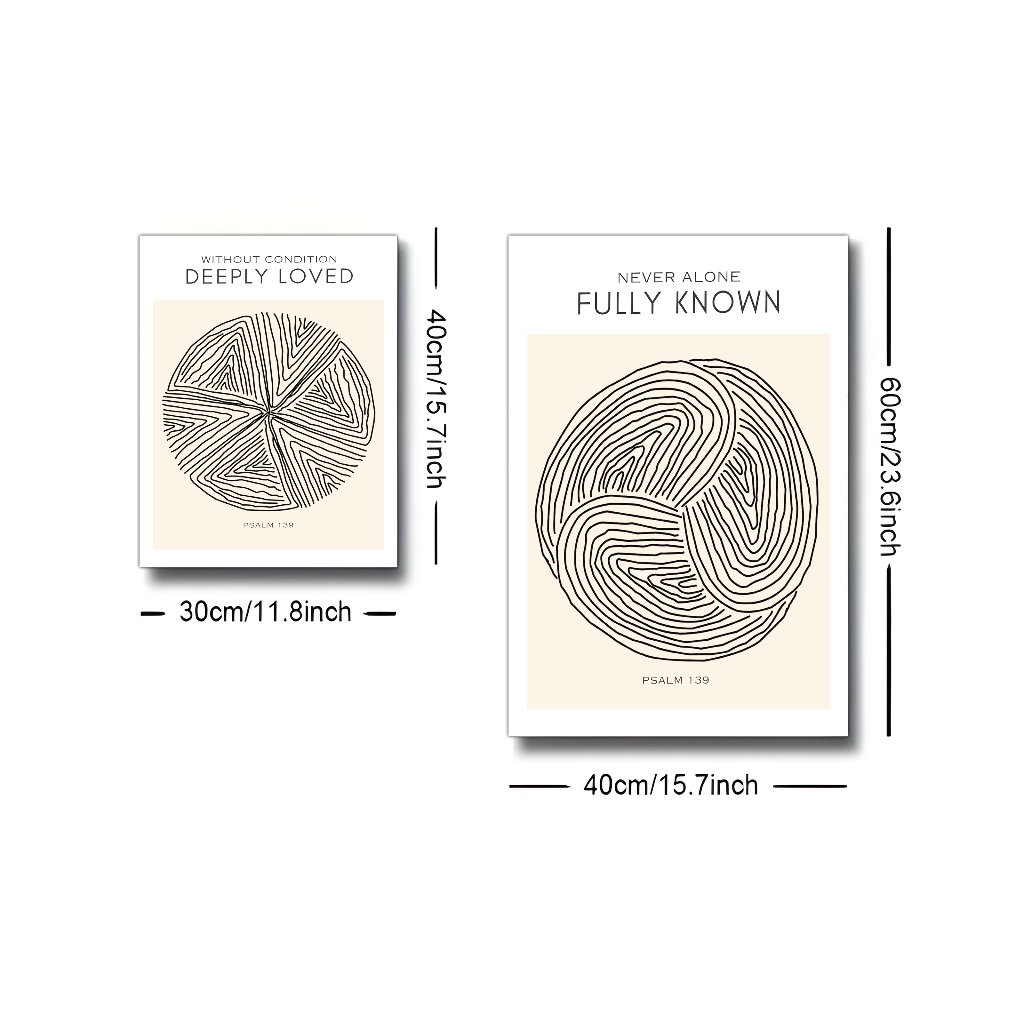 WITHOUT CONDITION
DEEPLY LOVED
PSALM 139
40cm/15.7inch
30cm/11.8inch
NEVER ALONE
FULLY KNOWN
PSALM 139
60cm/23.6inch
40cm/15.7inch